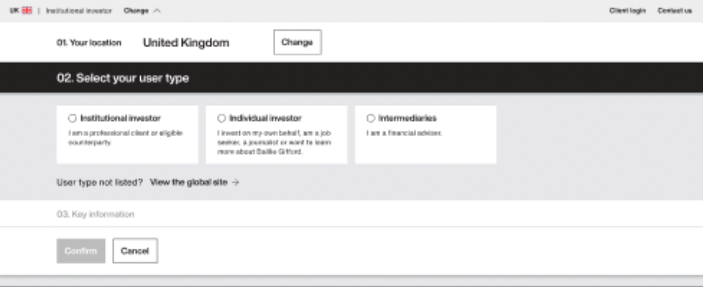 UK | Institutional investor Change
Client login Contact us
01. Your location United Kingdom Change
02. Select your user type
Institutional investor
I am a professional client or eligible
counterparty.
Individual investor
I invest on my own behalf, am a job
seeker, a journalist or want to learn
more about Baillie Gifford.
Intermediaries
I am a financial adviser.
User type not listed? View the global site →
03. Key information
Confirm Cancel